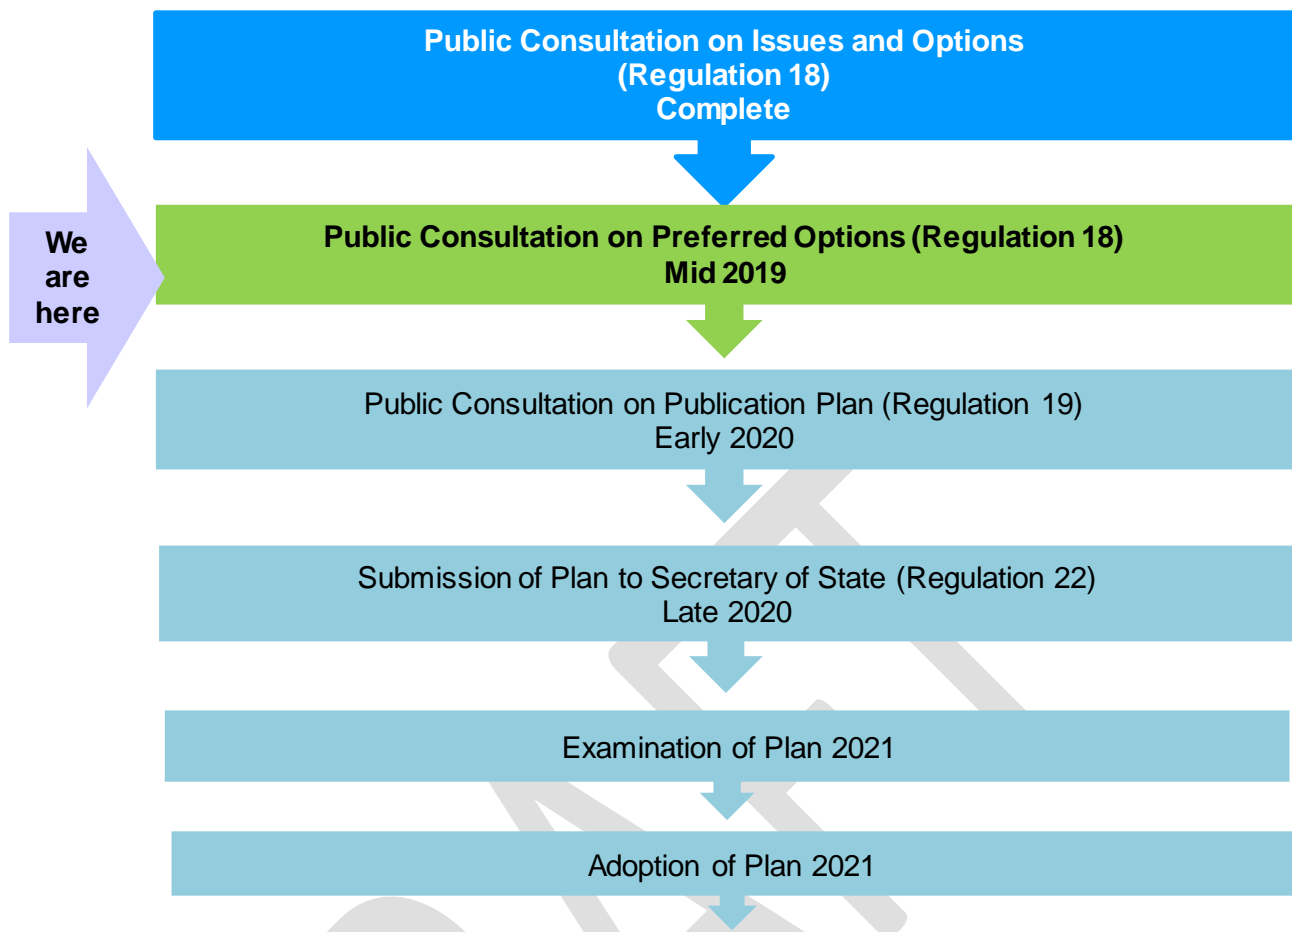 Public Consultation on Issues and Options
(Regulation 18)
Complete
We
are
here
Public Consultation on Preferred Options (Regulation 18)
Mid 2019
Public Consultation on Publication Plan (Regulation 19)
Early 2020
Submission of Plan to Secretary of State (Regulation 22)
Late 2020
Examination of Plan 2021
Adoption of Plan 2021